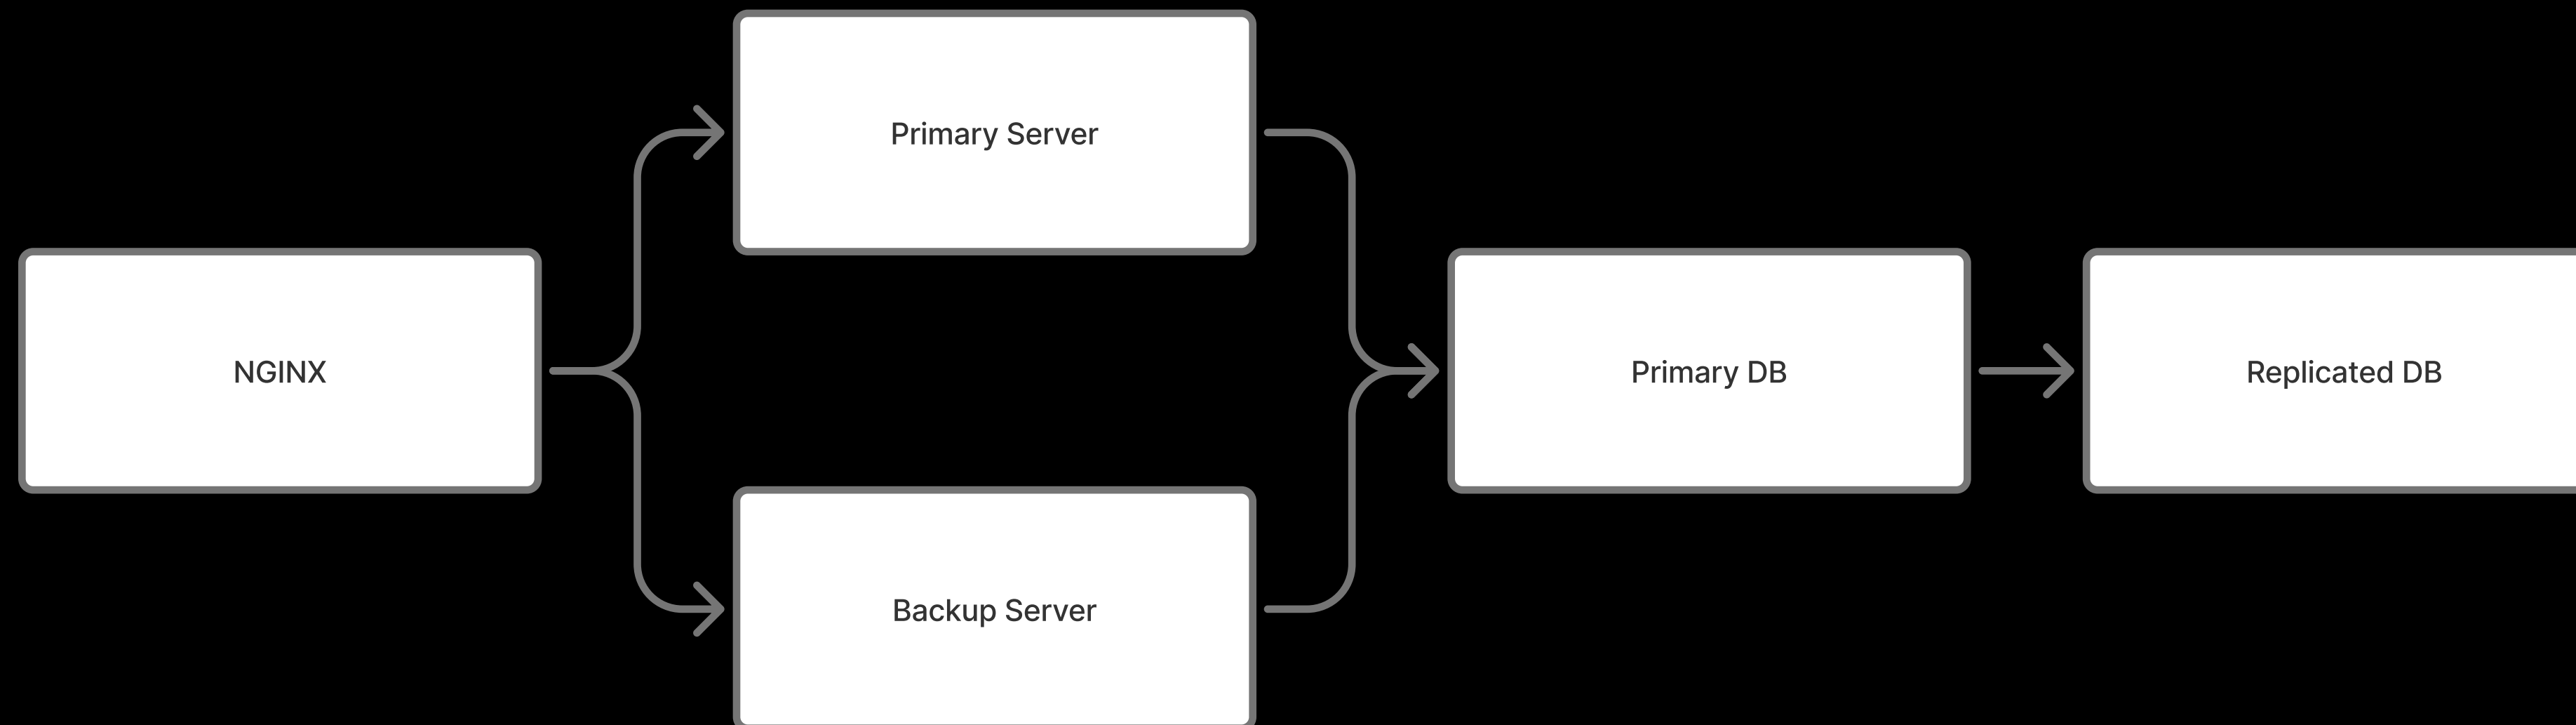 Primary Server
NGINX
Primary DB
Replicated DB
Backup Server